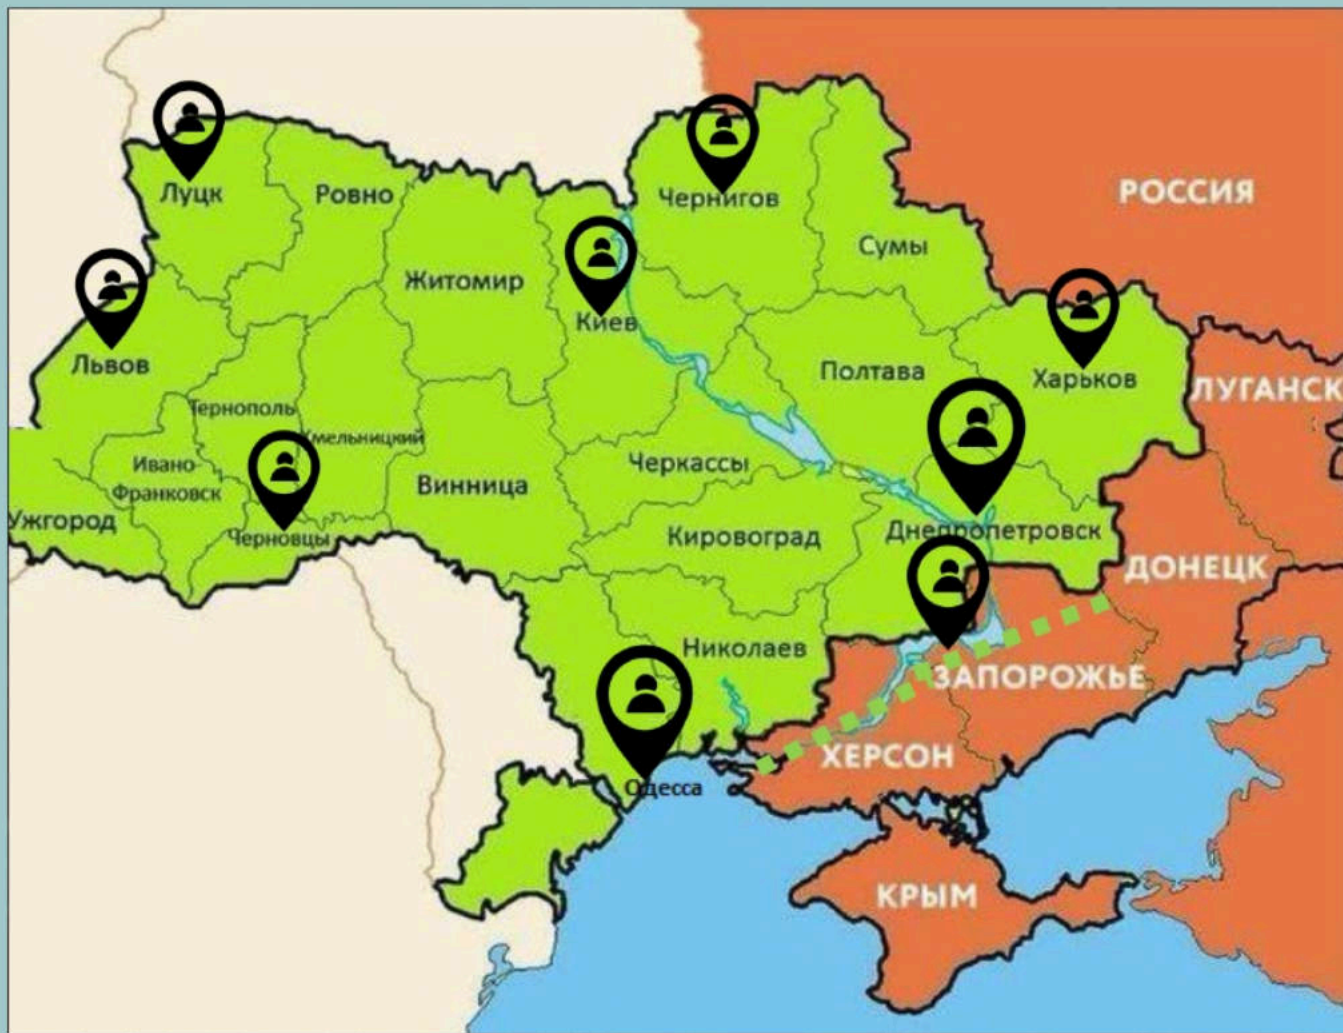 РОССИЯ
Луцк
Ровно
Чернигов
Сумы
Житомир
Киев
Львов
Полтава
Харьков
ЛУГАНСК
Тернополь
Хмельницкий
Ивано-
Франковск
Винница
Черкассы
Ужгород
Черновцы
Кировоград
Днепропетровск
ДОНЕЦК
Николаев
ЗАПОРОЖЬЕ
ХЕРСОН
Одесса
КРЫМ